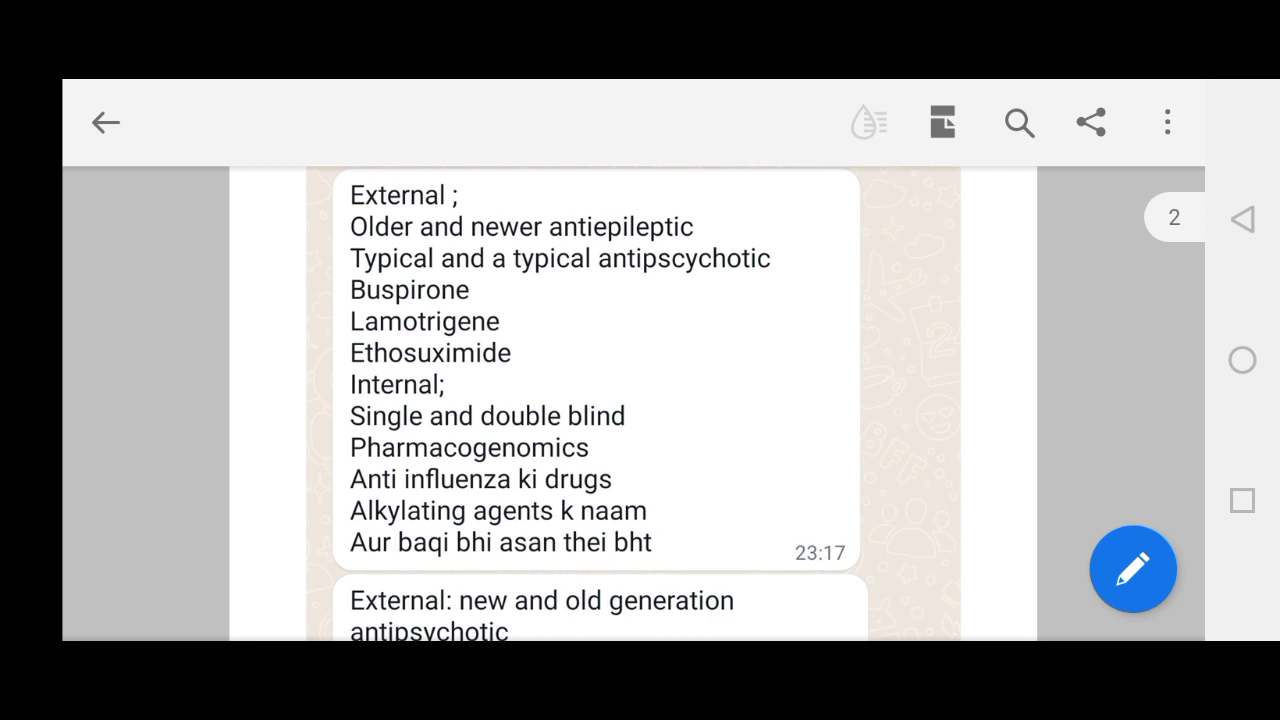 2
External ;
Older and newer antiepileptic
Typical and a typical antipscychotic
Buspirone
Lamotrigene
Ethosuximide
Internal;
Single and double blind
Pharmacogenomics
Anti influenza ki drugs
Alkylating agents k naam
Aur baqi bhi asan thei bht
23:17
External: new and old generation
antipsychotic